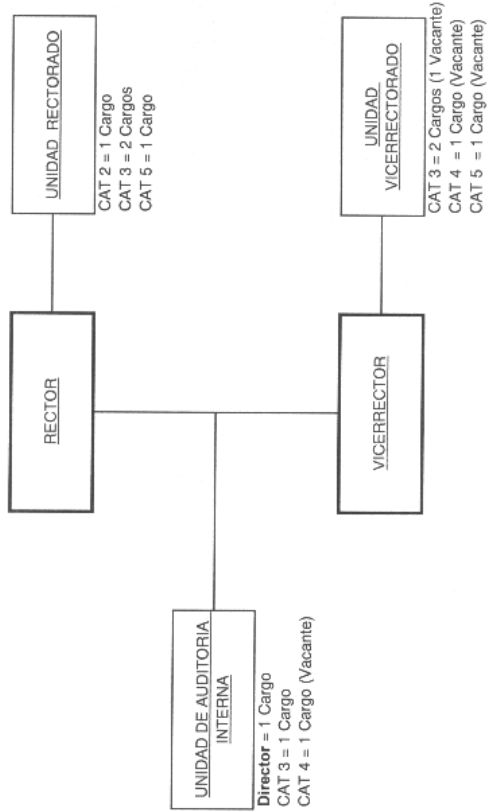 RECTOR
UNIDAD RECTORADO
CAT 2 = 1 Cargo
CAT 3 = 2 Cargos
CAT 5 = 1 Cargo
UNIDAD DE AUDITORIA
INTERNA
Director = 1 Cargo
CAT 3 = 1 Cargo
CAT 4 = 1 Cargo (Vacante)
VICERRECTOR
UNIDAD
VICERRECTORADO
CAT 3 = 2 Cargos (1 Vacante)
CAT 4 = 1 Cargo (Vacante)
CAT 5 = 1 Cargo (Vacante)